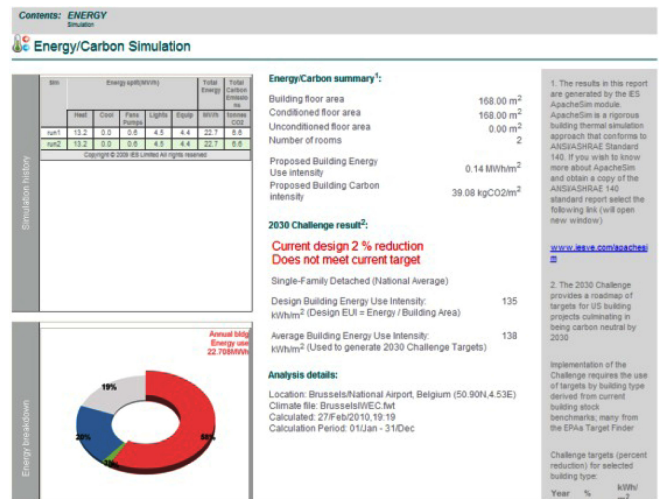 Contents: ENERGY
Simulation
Energy/Carbon Simulation
Simulation history
Sim Energy split(MWh) Total Energy Total Carbon Emissions
Heat Cool Fans Pumps Lights Equip MWh tonnes CO2
run1 13.2 0.0 0.6 4.5 4.4 22.7 6.6
run2 13.2 0.0 0.6 4.5 4.4 22.7 6.6
Copyright © 2009 IES Limited All rights reserved
Energy breakdown
Annual bldg
Energy use
22.708MWh
19%
20%
58%
Energy/Carbon summary1:
Building floor area 168.00 m2
Conditioned floor area 168.00 m2
Unconditioned floor area 0.00 m2
Number of rooms 2
Proposed Building Energy
Use intensity 0.14 MWh/m2
Proposed Building Carbon
intensity 39.08 kgCO2/m2
2030 Challenge result2:
Current design 2 % reduction
Does not meet current target
Single-Family Detached (National Average)
Design Building Energy Use Intensity: 135
kWh/m2 (Design EUI = Energy / Building Area)
Average Building Energy Use Intensity: 138
kWh/m2 (Used to generate 2030 Challenge Targets)
Analysis details:
Location: Brussels/National Airport, Belgium (50.90N,4.53E)
Climate file: BrusselsIWEC.fwt
Calculated: 27/Feb/2010,19:19
Calculation Period: 01/Jan - 31/Dec
1. The results in this report
are generated by the IES
ApacheSim module.
ApacheSim is a rigorous
building thermal simulation
approach that conforms to
ANSI/ASHRAE Standard
140. If you wish to know
more about ApacheSim
and obtain a copy of the
ANSI/ASHRAE 140
standard report select the
following link (will open
new window)
www.iesve.com/apachesi
m
2. The 2030 Challenge
provides a roadmap of
targets for US building
projects culminating in
being carbon neutral by
2030
Implementation of the
Challenge requires the use
of targets by building type
derived from current
building stock
benchmarks; many from
the EPAs Target Finder
Challenge targets (percent
reduction) for selected
building type:
Year % kWh/
m2